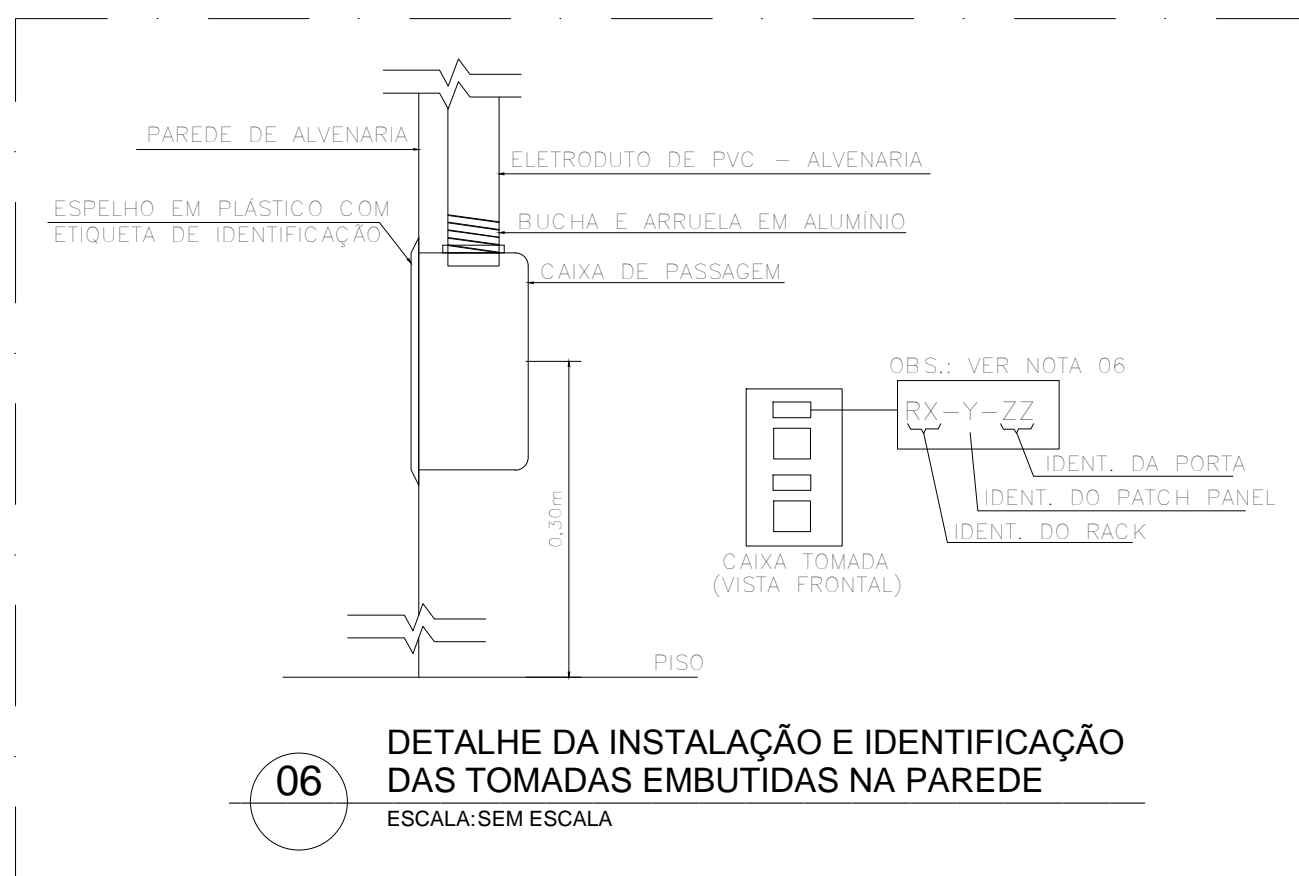 PAREDE DE ALVENARIA
ELETRODUTO DE PVC – ALVENARIA
ESPELHO EM PLÁSTICO COM
ETIQUETA DE IDENTIFICAÇÃO
BUCHA E ARRUELA EM ALUMÍNIO
CAIXA DE PASSAGEM
0,30m
PISO
OBS.: VER NOTA 06
RX–Y–ZZ
IDENT. DA PORTA
IDENT. DO PATCH PANEL
IDENT. DO RACK
CAIXA TOMADA
(VISTA FRONTAL)
06
DETALHE DA INSTALAÇÃO E IDENTIFICAÇÃO
DAS TOMADAS EMBUTIDAS NA PAREDE
ESCALA:SEM ESCALA